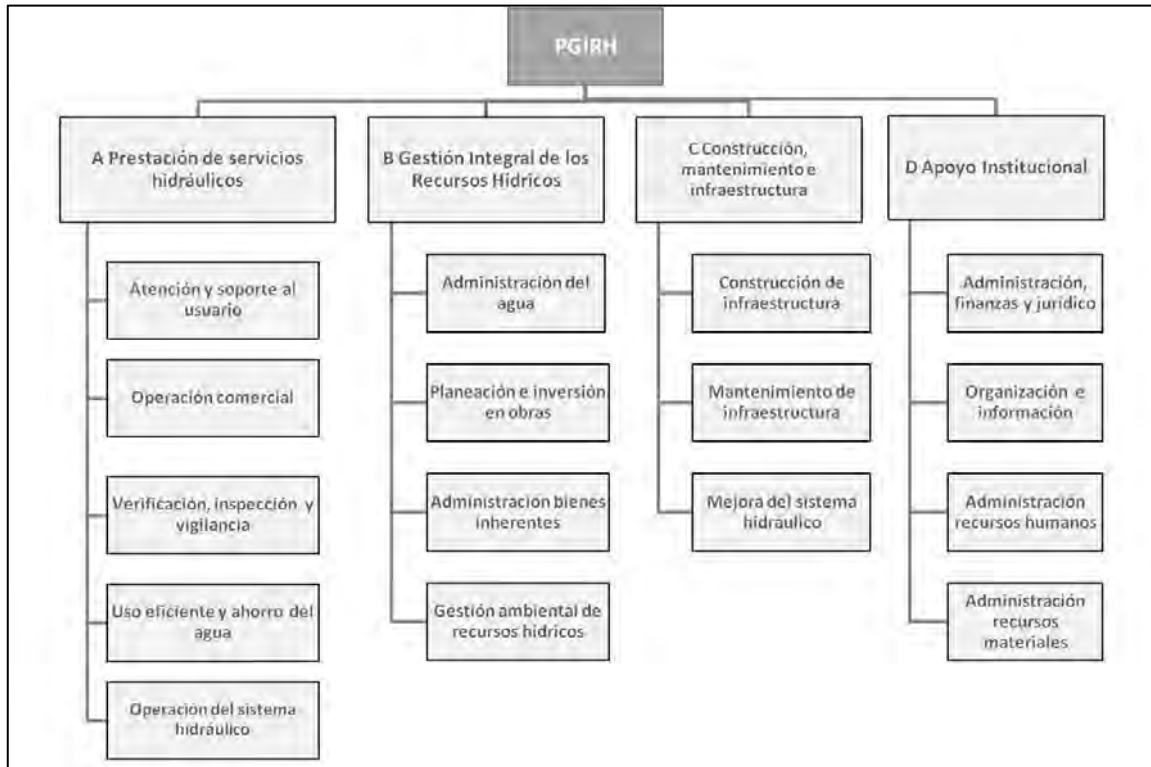 PGIRH
A Prestación de servicios
hidráulicos
Atención y soporte al
usuario
Operación comercial
Verificación, inspección y
vigilancia
Uso eficiente y ahorro del
agua
Operación del sistema
hidráulico
B Gestión Integral de los
Recursos Hídricos
Administración del
agua
Planeación e inversión
en obras
Administración bienes
inherentes
Gestión ambiental de
recursos hídricos
C Construcción,
mantenimiento e
infraestructura
Construcción de
infraestructura
Mantenimiento de
infraestructura
Mejora del sistema
hidráulico
D Apoyo Institucional
Administración,
finanzas y jurídico
Organización e
información
Administración
recursos humanos
Administración
recursos materiales